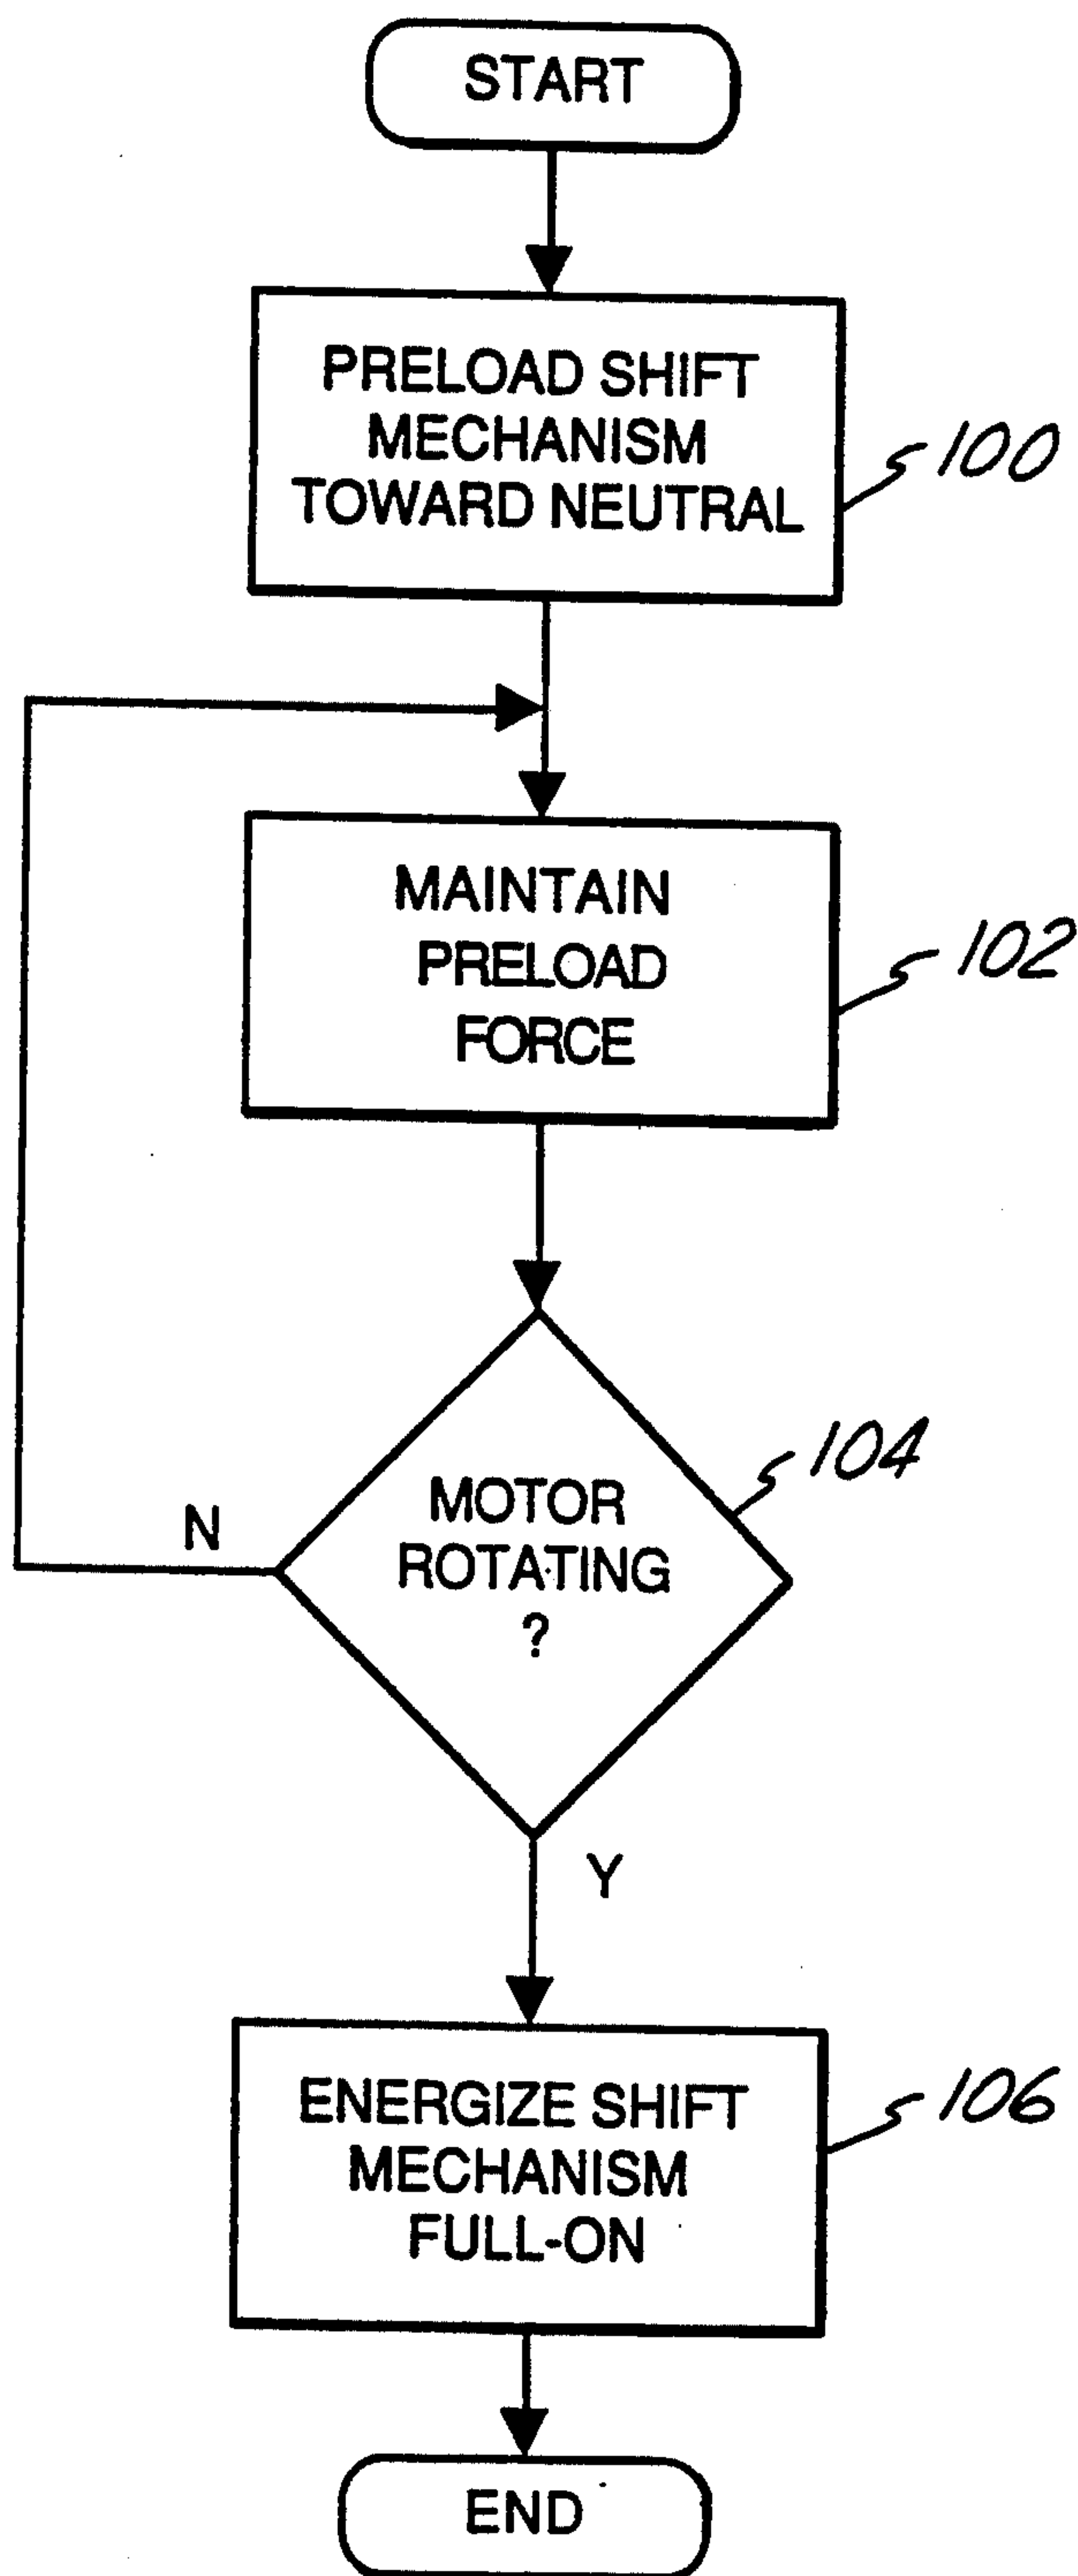 START
PRELOAD SHIFT
MECHANISM
TOWARD NEUTRAL
100
MAINTAIN
PRELOAD
FORCE
102
MOTOR
ROTATING
?
104
N
Y
ENERGIZE SHIFT
MECHANISM
FULL-ON
106
END